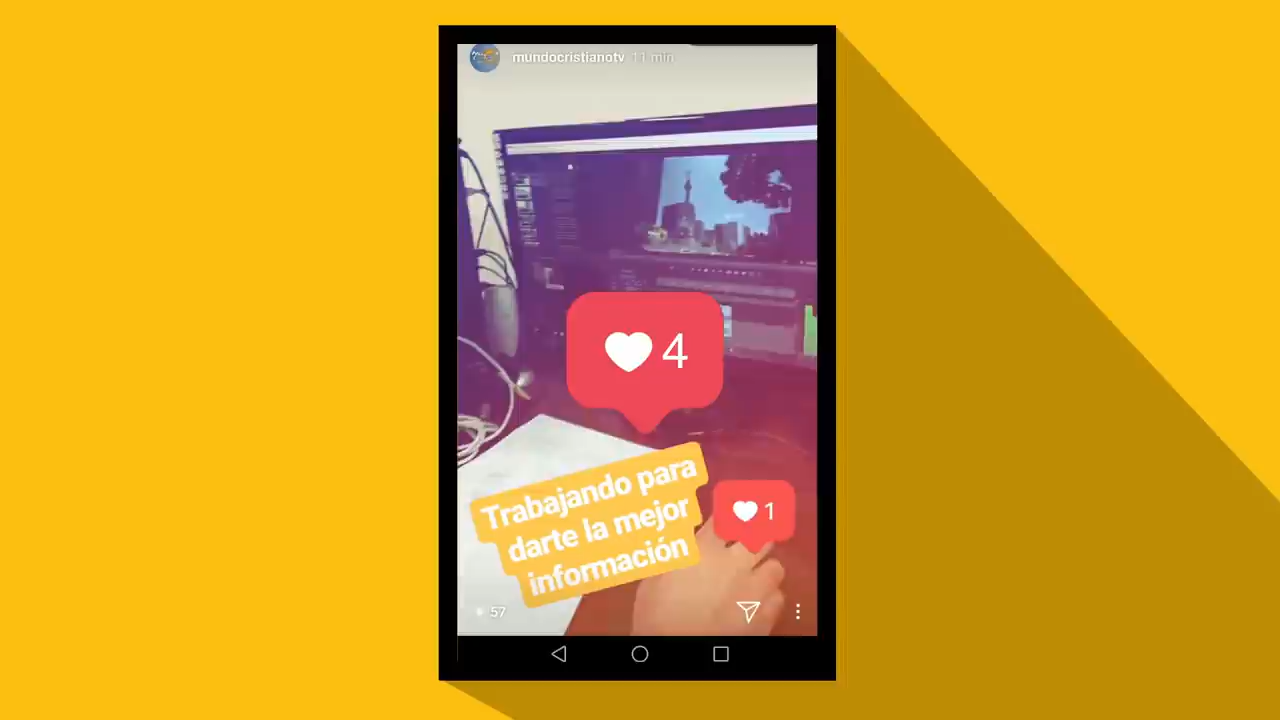 mundocristianotv 11 min
4
Trabajando para
darte la mejor
información
1
57